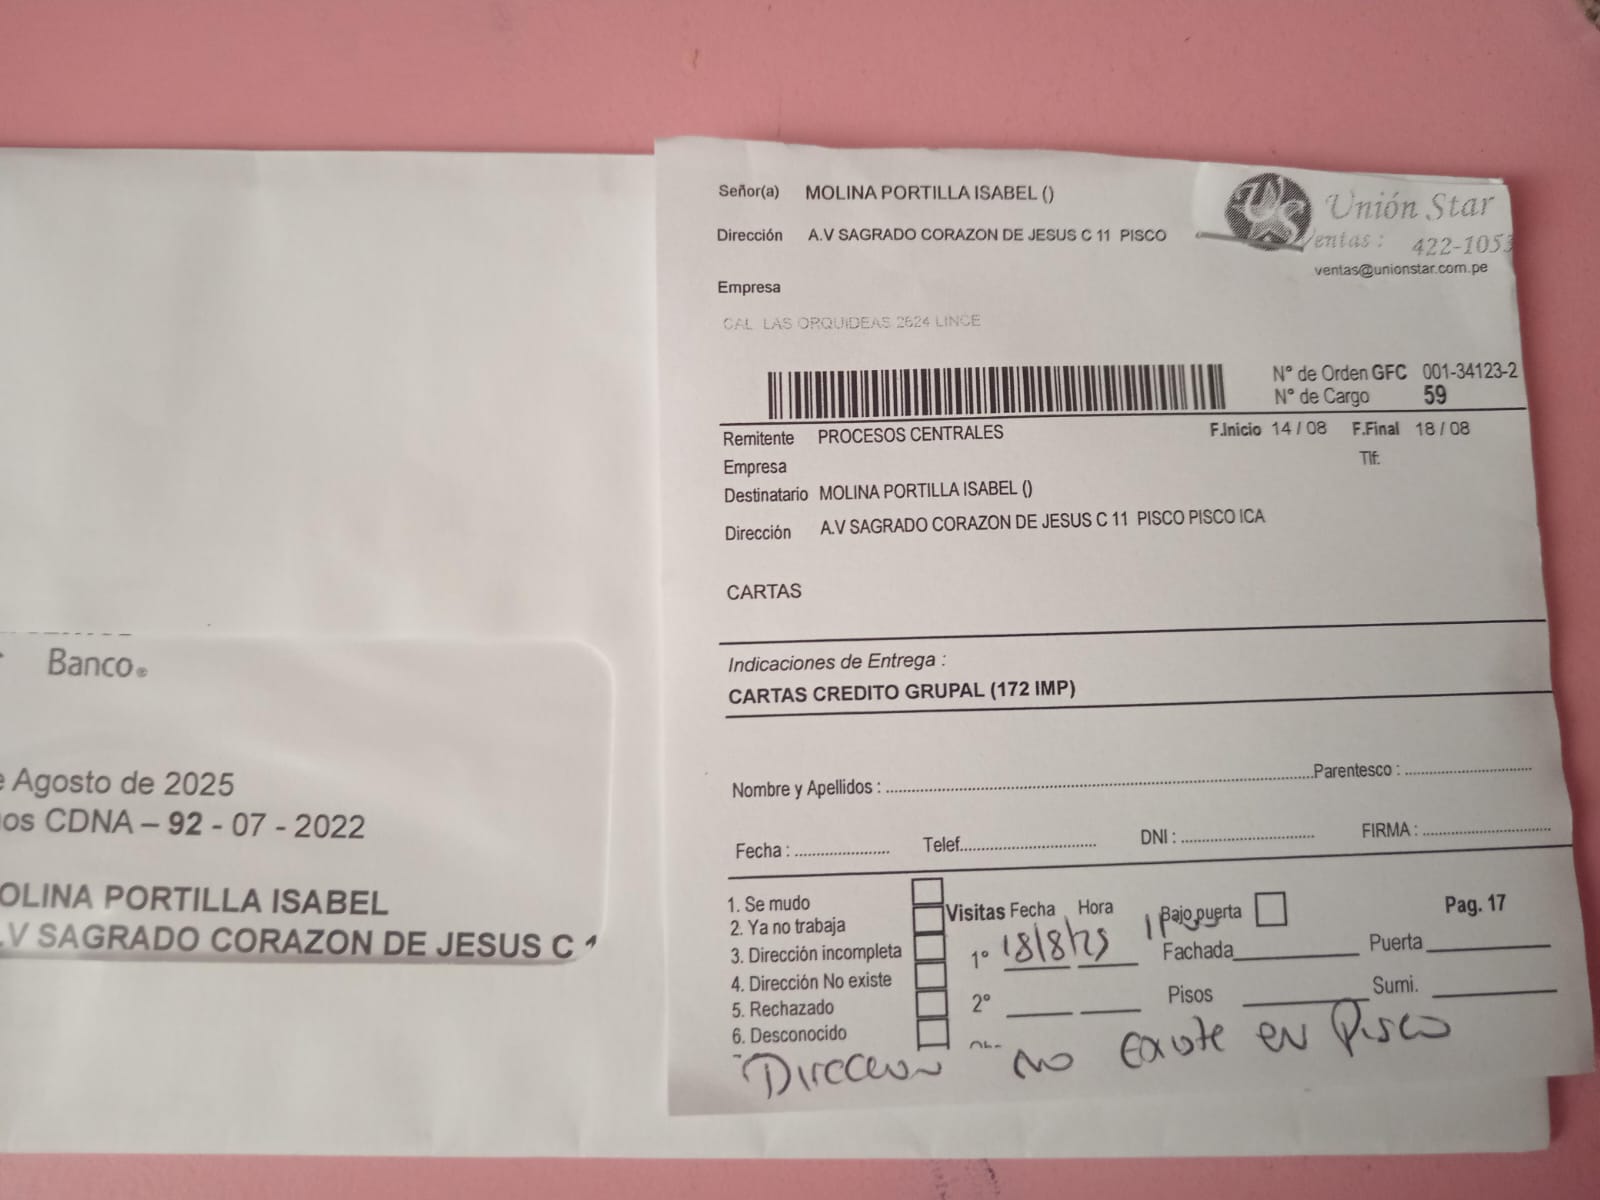 Señor(a) MOLINA PORTILLA ISABEL ()
Dirección A.V SAGRADO CORAZON DE JESUS C 11 PISCO
Empresa
CAL LAS ORQUIDEAS 2624 LINCE
Unión Star
Ventas : 422-1053
ventas@unionstar.com.pe
N° de Orden GFC 001-34123-2
N° de Cargo 59
Remitente PROCESOS CENTRALES F.Inicio 14 / 08 F.Final 18 / 08
Empresa Tlf:
Destinatario MOLINA PORTILLA ISABEL ()
Dirección A.V SAGRADO CORAZON DE JESUS C 11 PISCO PISCO ICA
CARTAS
Indicaciones de Entrega :
CARTAS CREDITO GRUPAL (172 IMP)
Nombre y Apellidos : Parentesco :
Fecha : Telef. DNI : FIRMA :
1. Se mudo
2. Ya no trabaja
3. Dirección incompleta
4. Dirección No existe
5. Rechazado
6. Desconocido
Visitas Fecha Hora Bajo puerta Pag. 17
1° 18/8/25 Fachada Puerta
2° Pisos Sumi.
Direccion no existe en Pisco
Banco
Agosto de 2025
os CDNA – 92 - 07 - 2022
OLINA PORTILLA ISABEL
.V SAGRADO CORAZON DE JESUS C